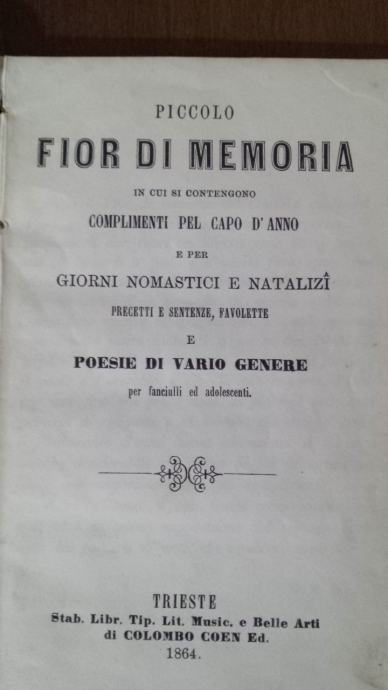 PICCOLO
FIOR DI MEMORIA
IN CUI SI CONTENGONO
COMPLIMENTI PEL CAPO D'ANNO
E PER
GIORNI NOMASTICI E NATALIZÎ
PRECETTI E SENTENZE, FAVOLETTE
E
POESIE DI VARIO GENERE
per fanciulli ed adolescenti.
TRIESTE
Stab. Libr. Tip. Lit. Music. e Belle Arti
di COLOMBO COEN Ed.
1864.